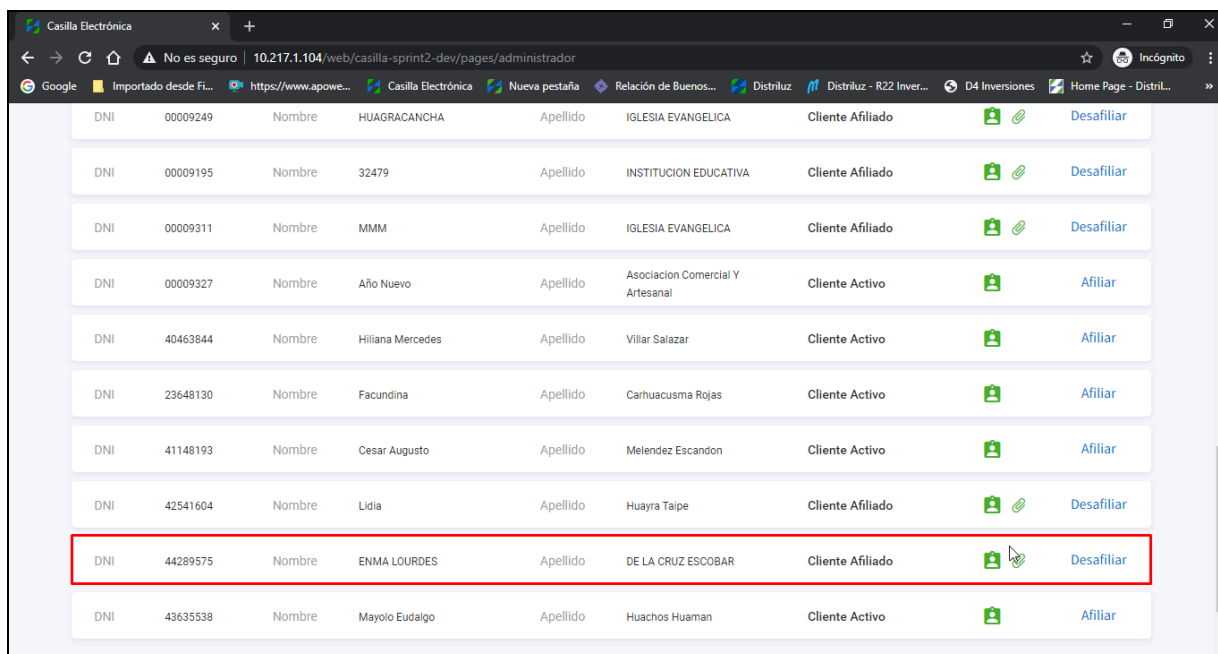 Casilla Electrónica
No es seguro | 10.217.1.104/web/casilla-sprint2-dev/pages/administrador Incógnito
Google Importado desde Fi... https://www.apowe... Casilla Electrónica Nueva pestaña Relación de Buenos... Distriluz Distriluz - R22 Inver... D4 Inversiones Home Page - Distril... »
DNI 00009249 Nombre HUAGRACANCHA Apellido IGLESIA EVANGELICA Cliente Afiliado Desafiliar
DNI 00009195 Nombre 32479 Apellido INSTITUCION EDUCATIVA Cliente Afiliado Desafiliar
DNI 00009311 Nombre MMM Apellido IGLESIA EVANGELICA Cliente Afiliado Desafiliar
DNI 00009327 Nombre Año Nuevo Apellido Asociacion Comercial Y Cliente Activo Afiliar
Artesanal
DNI 40463844 Nombre Hiliana Mercedes Apellido Villar Salazar Cliente Activo Afiliar
DNI 23648130 Nombre Facundina Apellido Carhuacusma Rojas Cliente Activo Afiliar
DNI 41148193 Nombre Cesar Augusto Apellido Melendez Escandon Cliente Activo Afiliar
DNI 42541604 Nombre Lidia Apellido Huayra Taipe Cliente Afiliado Desafiliar
DNI 44289575 Nombre ENMA LOURDES Apellido DE LA CRUZ ESCOBAR Cliente Afiliado Desafiliar
DNI 43635538 Nombre Mayolo Eudalgo Apellido Huachos Huaman Cliente Activo Afiliar